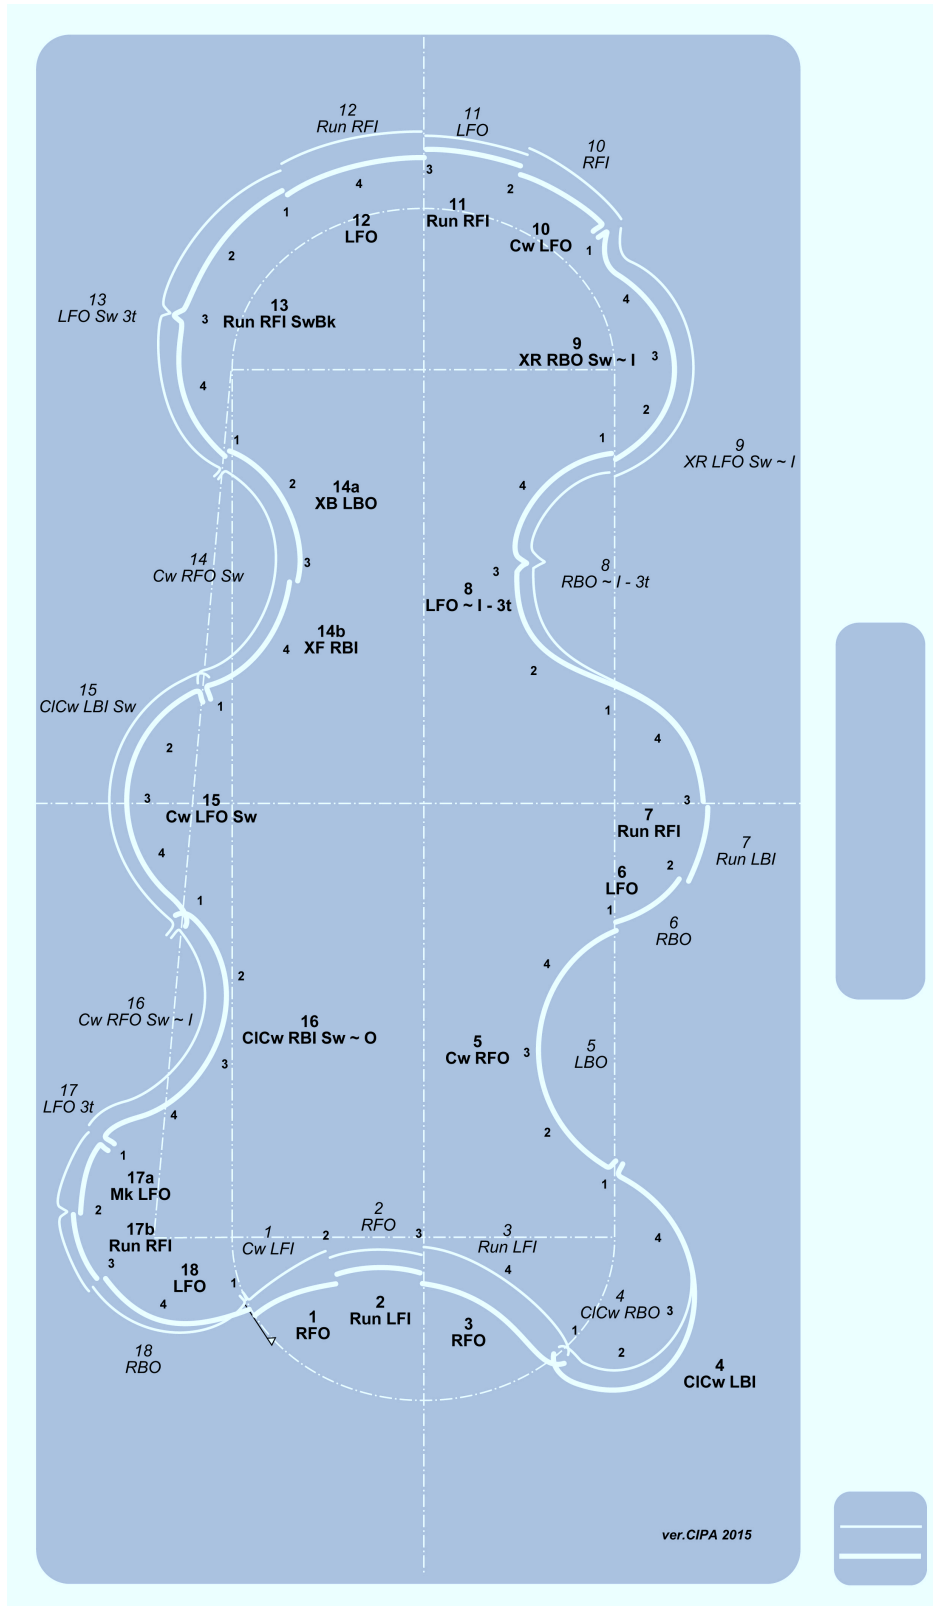 12
Run RFI
11
LFO
10
RFI
3
4
2
1
11
Run RFI
12
LFO
10
Cw LFO
1
2
4
13
LFO Sw 3t
13
Run RFI SwBk
3
9
XR RBO Sw ~ I
3
4
2
1
1
9
XR LFO Sw ~ I
2
14a
XB LBO
4
14
Cw RFO Sw
3
3
8
RBO ~ I - 3t
8
LFO ~ I - 3t
14b
4 XF RBI
2
15
ClCw LBI Sw
1
1
2
4
3
3
15
Cw LFO Sw
7
Run RFI
7
Run LBI
4
2
6
LFO
1
1
6
RBO
4
2
16
Cw RFO Sw ~ I
16
ClCw RBI Sw ~ O
5
Cw RFO
3
5
LBO
3
17
LFO 3t
4
2
1
17a
Mk LFO
1
2
2
RFO
17b
Run RFI
1
Cw LFI
2
3
3
Run LFI
4
3
18
LFO
1
4
4
4
ClCw RBO
3
1
RFO
2
Run LFI
3
RFO
1
2
18
RBO
4
ClCw LBI
ver.CIPA 2015